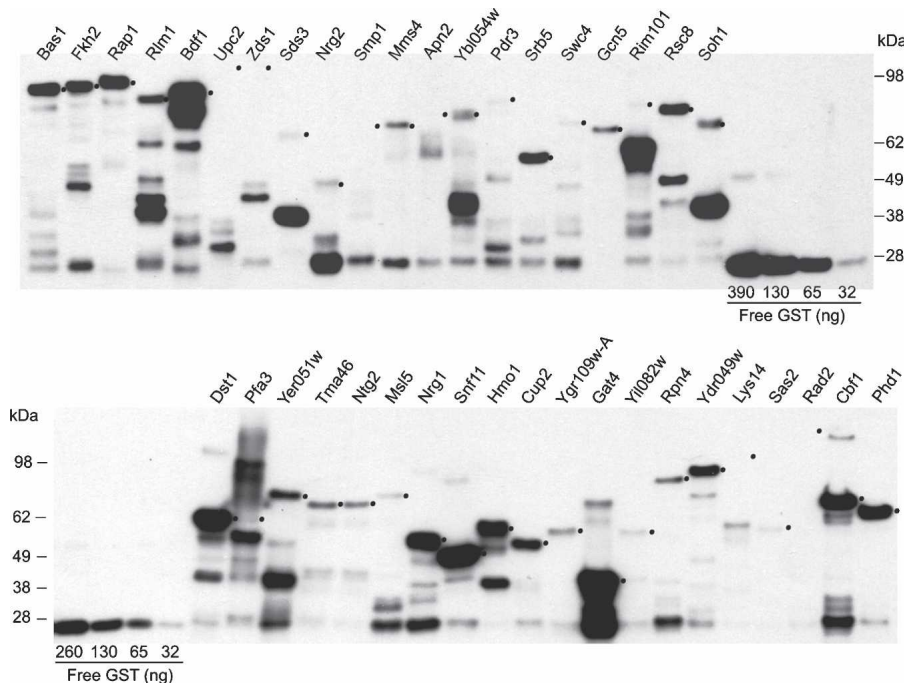 Bas1 Fkh2 Rap1 Rlm1 Bdf1 Upc2 Zds1 Sds3 Nrg2 Smp1 Mms4 Apn2 Ybl054w Pdr3 Srb5 Swc4 Gcn5 Rim101 Rsc8 Soh1
kDa
98
62
49
38
28
390 130 65 32
Free GST (ng)
Dst1 Pfa3 Yer051w Tma46 Ntg2 Msl5 Nrg1 Snf11 Hmo1 Cup2 Ygr109w-A Gat4 Yil082w Rpn4 Ydr049w Lys14 Sas2 Rad2 Cbf1 Phd1
kDa
98
62
49
38
28
260 130 65 32
Free GST (ng)